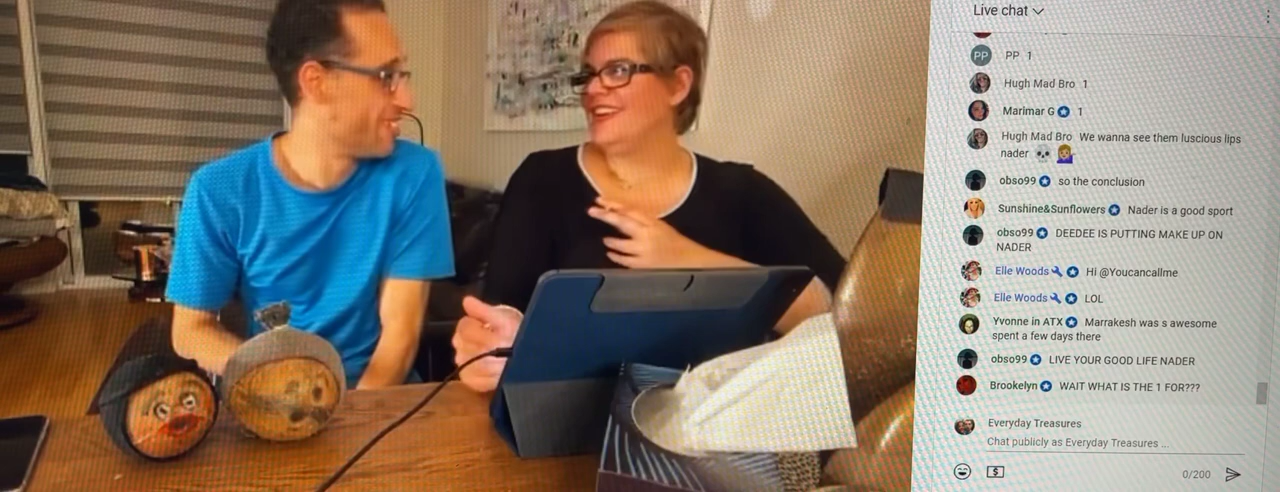 Live chat
PP PP 1
Hugh Mad Bro 1
Marimar G 1
Hugh Mad Bro We wanna see them luscious lips
nader
obso99 so the conclusion
Sunshine&Sunflowers Nader is a good sport
obso99 DEEDEE IS PUTTING MAKE UP ON
NADER
Elle Woods Hi @Youcancallme
Elle Woods LOL
Yvonne in ATX Marrakesh was s awesome
spent a few days there
obso99 LIVE YOUR GOOD LIFE NADER
Brookelyn WAIT WHAT IS THE 1 FOR???
Everyday Treasures
Chat publicly as Everyday Treasures ...
$ 0/200